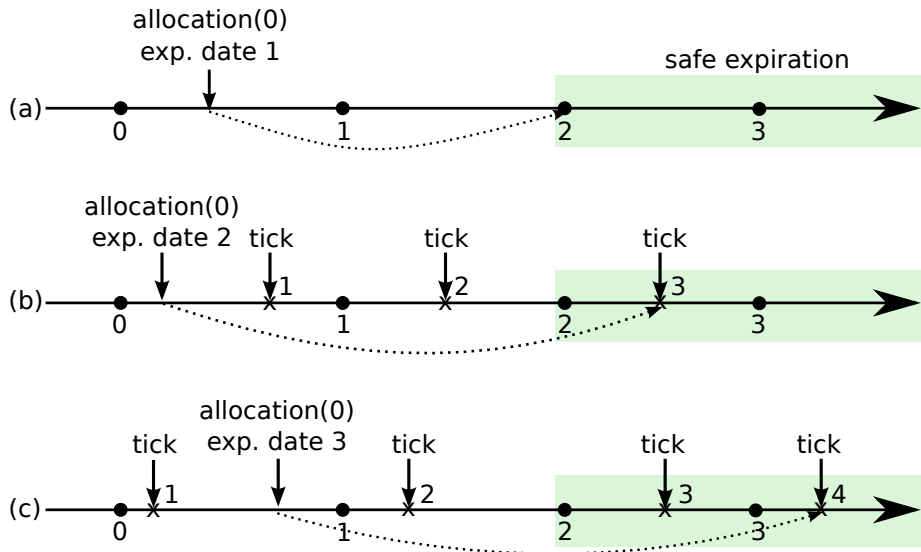 allocation(0)
exp. date 1
safe expiration
(a)
0 1 2 3
allocation(0)
exp. date 2 tick tick tick
(b) 1 2 3
0 1 2 3
allocation(0)
tick exp. date 3 tick tick tick
(c) 1 2 3 4
0 1 2 3